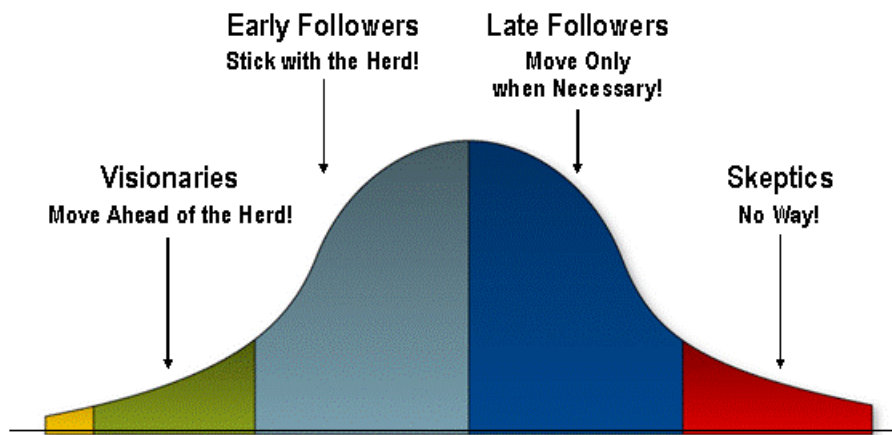 Early Followers
Stick with the Herd!
Late Followers
Move Only
when Necessary!
Visionaries
Move Ahead of the Herd!
Skeptics
No Way!